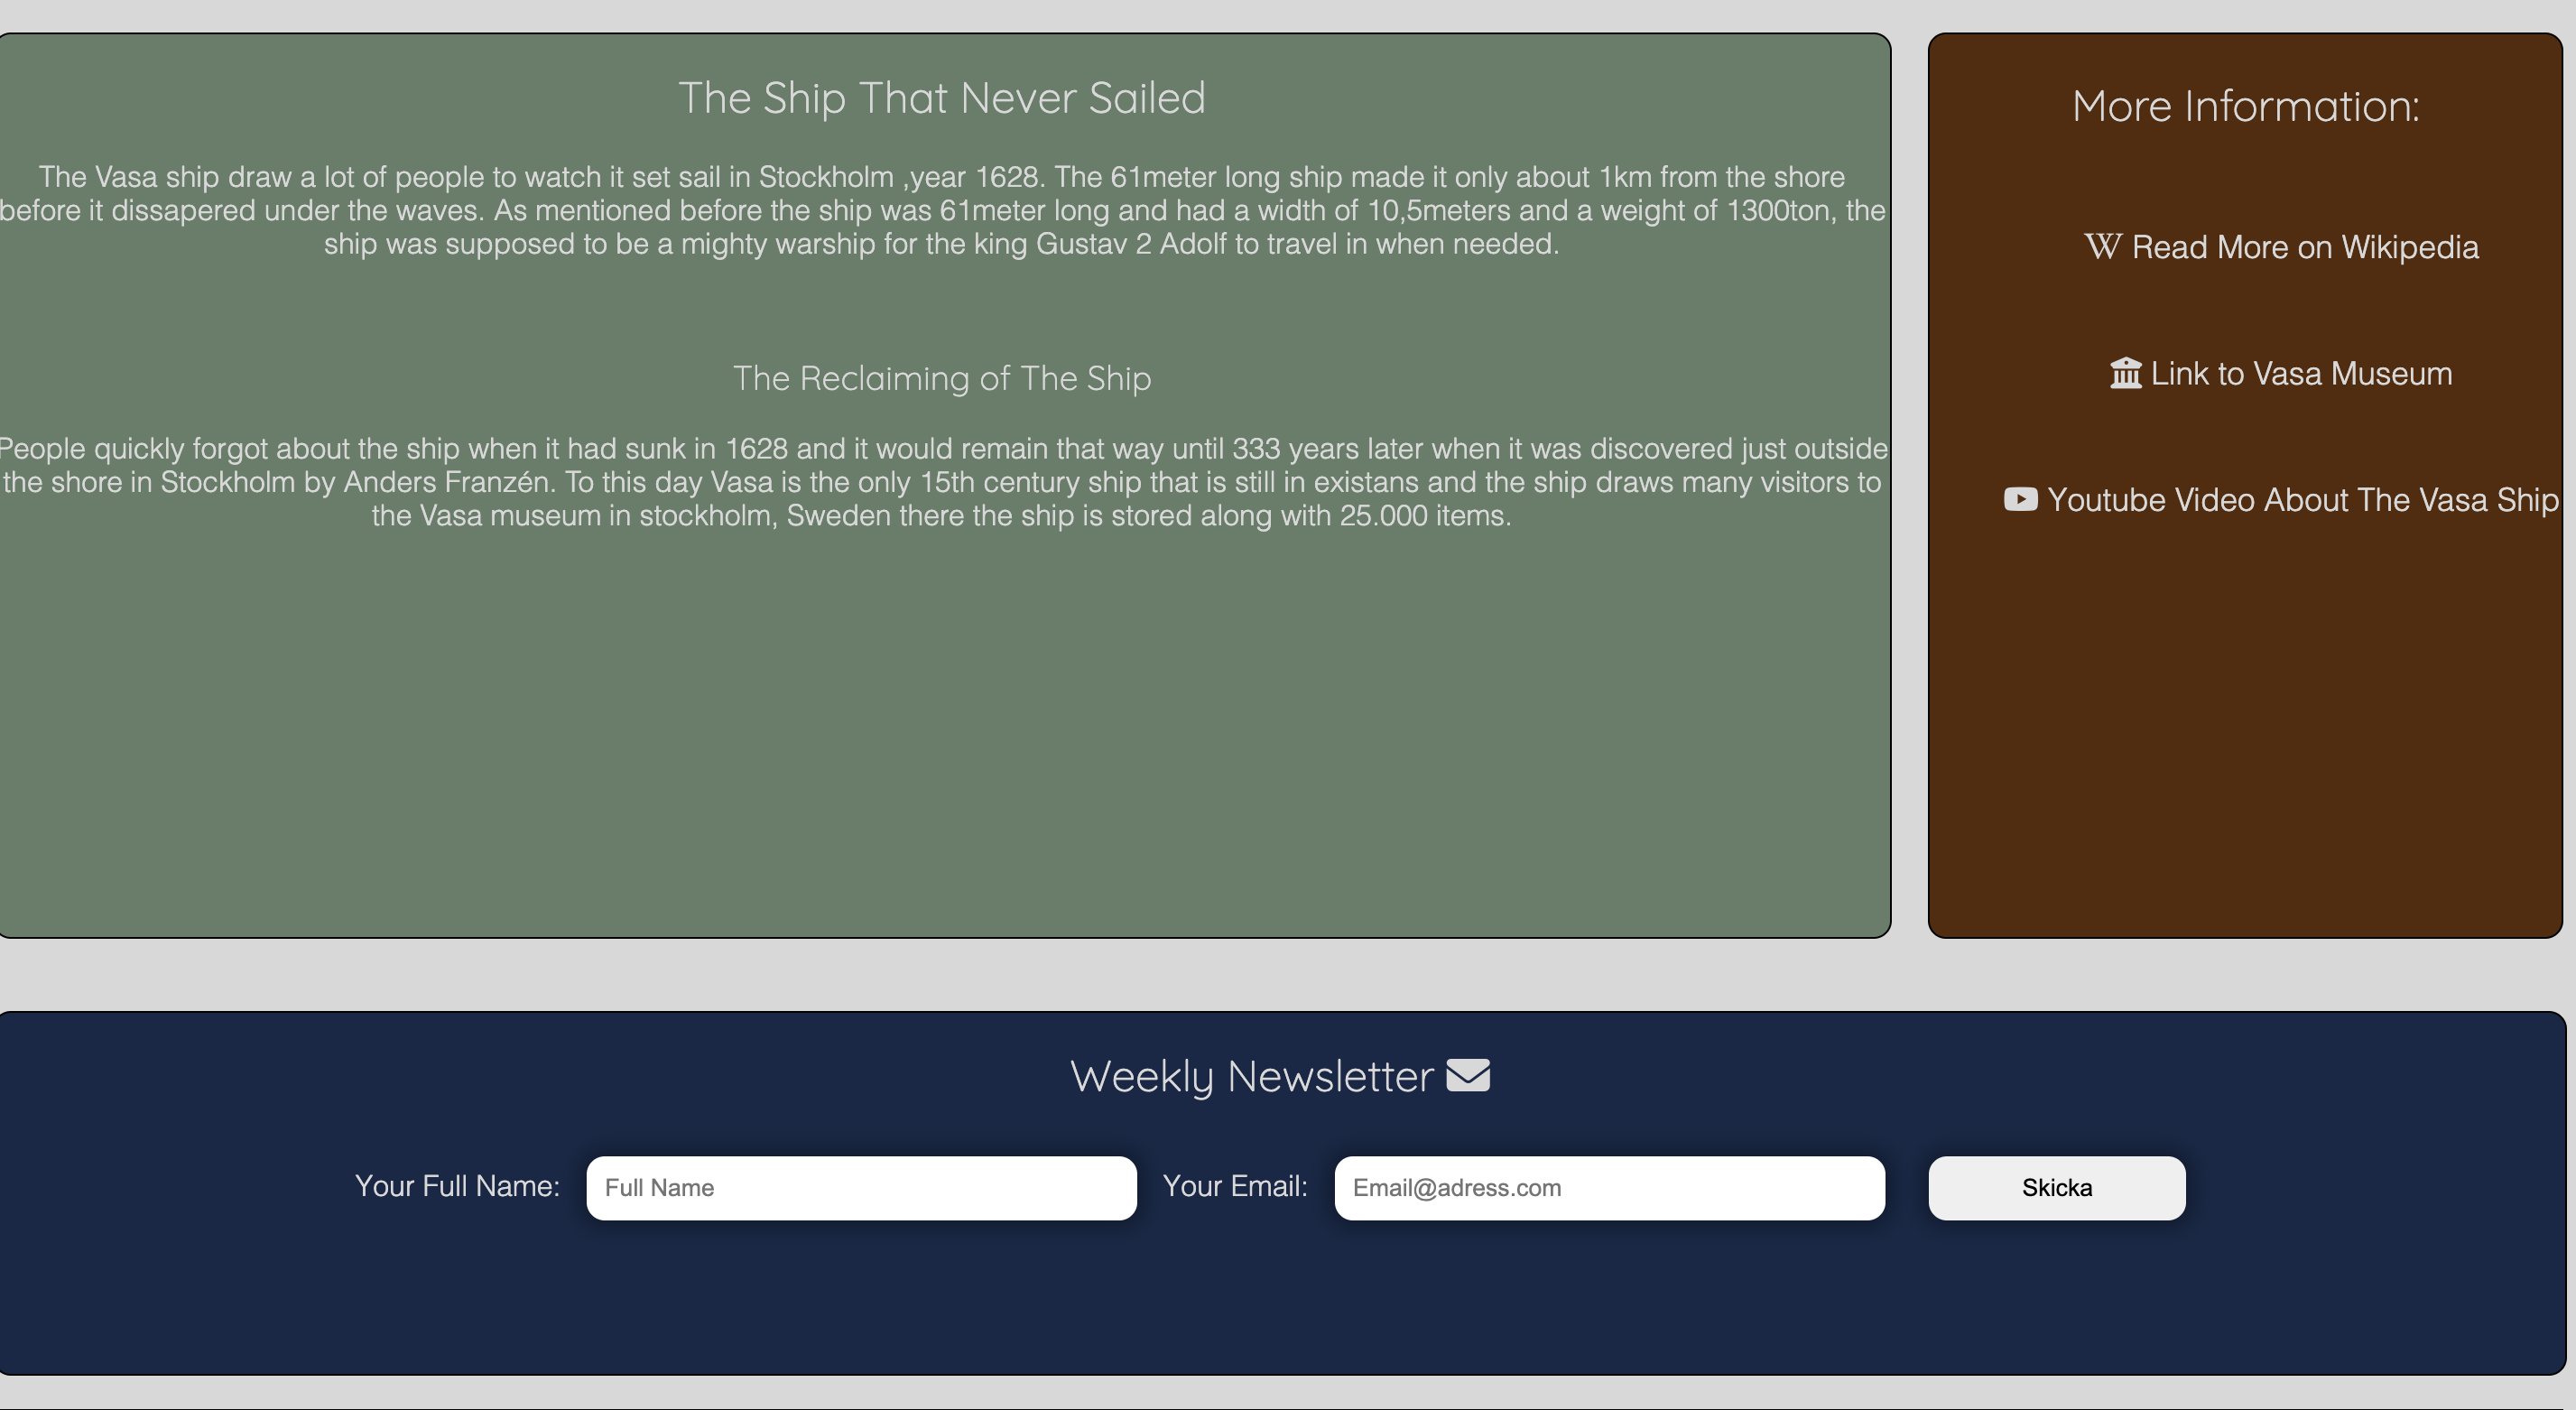 The Ship That Never Sailed
The Vasa ship draw a lot of people to watch it set sail in Stockholm ,year 1628. The 61meter long ship made it only about 1km from the shore
before it dissapered under the waves. As mentioned before the ship was 61meter long and had a width of 10,5meters and a weight of 1300ton, the
ship was supposed to be a mighty warship for the king Gustav 2 Adolf to travel in when needed.
The Reclaiming of The Ship
People quickly forgot about the ship when it had sunk in 1628 and it would remain that way until 333 years later when it was discovered just outside
the shore in Stockholm by Anders Franzén. To this day Vasa is the only 15th century ship that is still in existans and the ship draws many visitors to
the Vasa museum in stockholm, Sweden there the ship is stored along with 25.000 items.
More Information:
W Read More on Wikipedia
Link to Vasa Museum
Youtube Video About The Vasa Ship
Weekly Newsletter
Your Full Name: Full Name Your Email: Email@adress.com Skicka